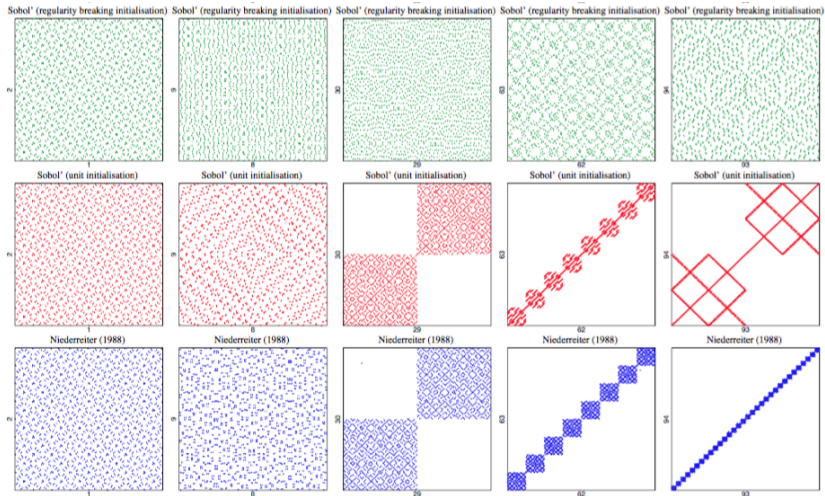 Sobol' (regularity breaking initialisation) Sobol' (regularity breaking initialisation) Sobol' (regularity breaking initialisation) Sobol' (regularity breaking initialisation) Sobol' (regularity breaking initialisation)
2 9 30 63 94
1 8 29 62 93
Sobol' (unit initialisation) Sobol' (unit initialisation) Sobol' (unit initialisation) Sobol' (unit initialisation) Sobol' (unit initialisation)
2 9 30 63 94
1 8 29 62 93
Niederreiter (1988) Niederreiter (1988) Niederreiter (1988) Niederreiter (1988) Niederreiter (1988)
2 9 30 63 94
1 8 29 62 93